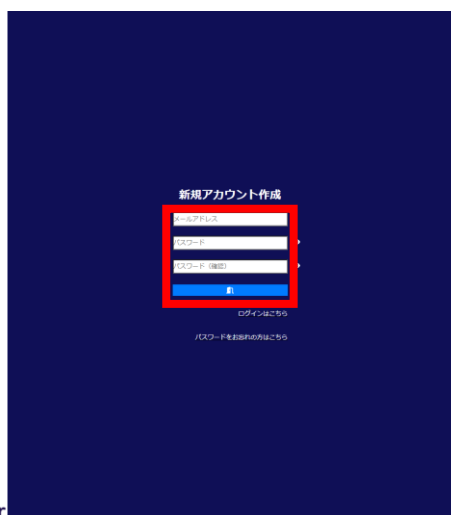 新規アカウント作成
メールアドレス
パスワード
パスワード（確認）
ログインはこちら
パスワードをお忘れの方はこちら
r